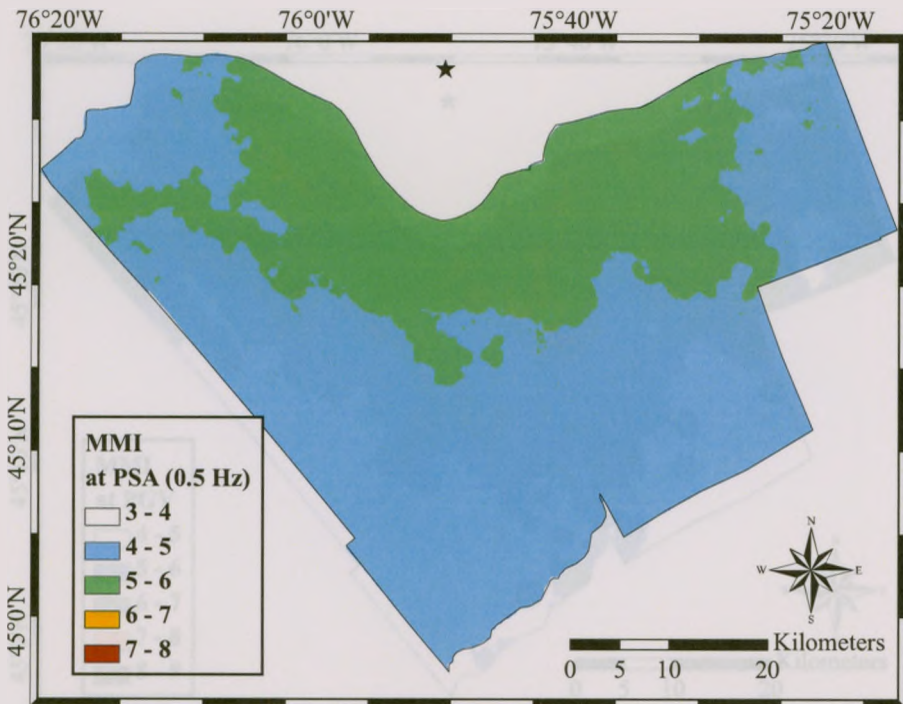 76°20'W 76°0'W 75°40'W 75°20'W
45°20'N
45°10'N
45°0'N
MMI
at PSA (0.5 Hz)
3 - 4
4 - 5
5 - 6
6 - 7
7 - 8
N
W E
S
Kilometers
0 5 10 20